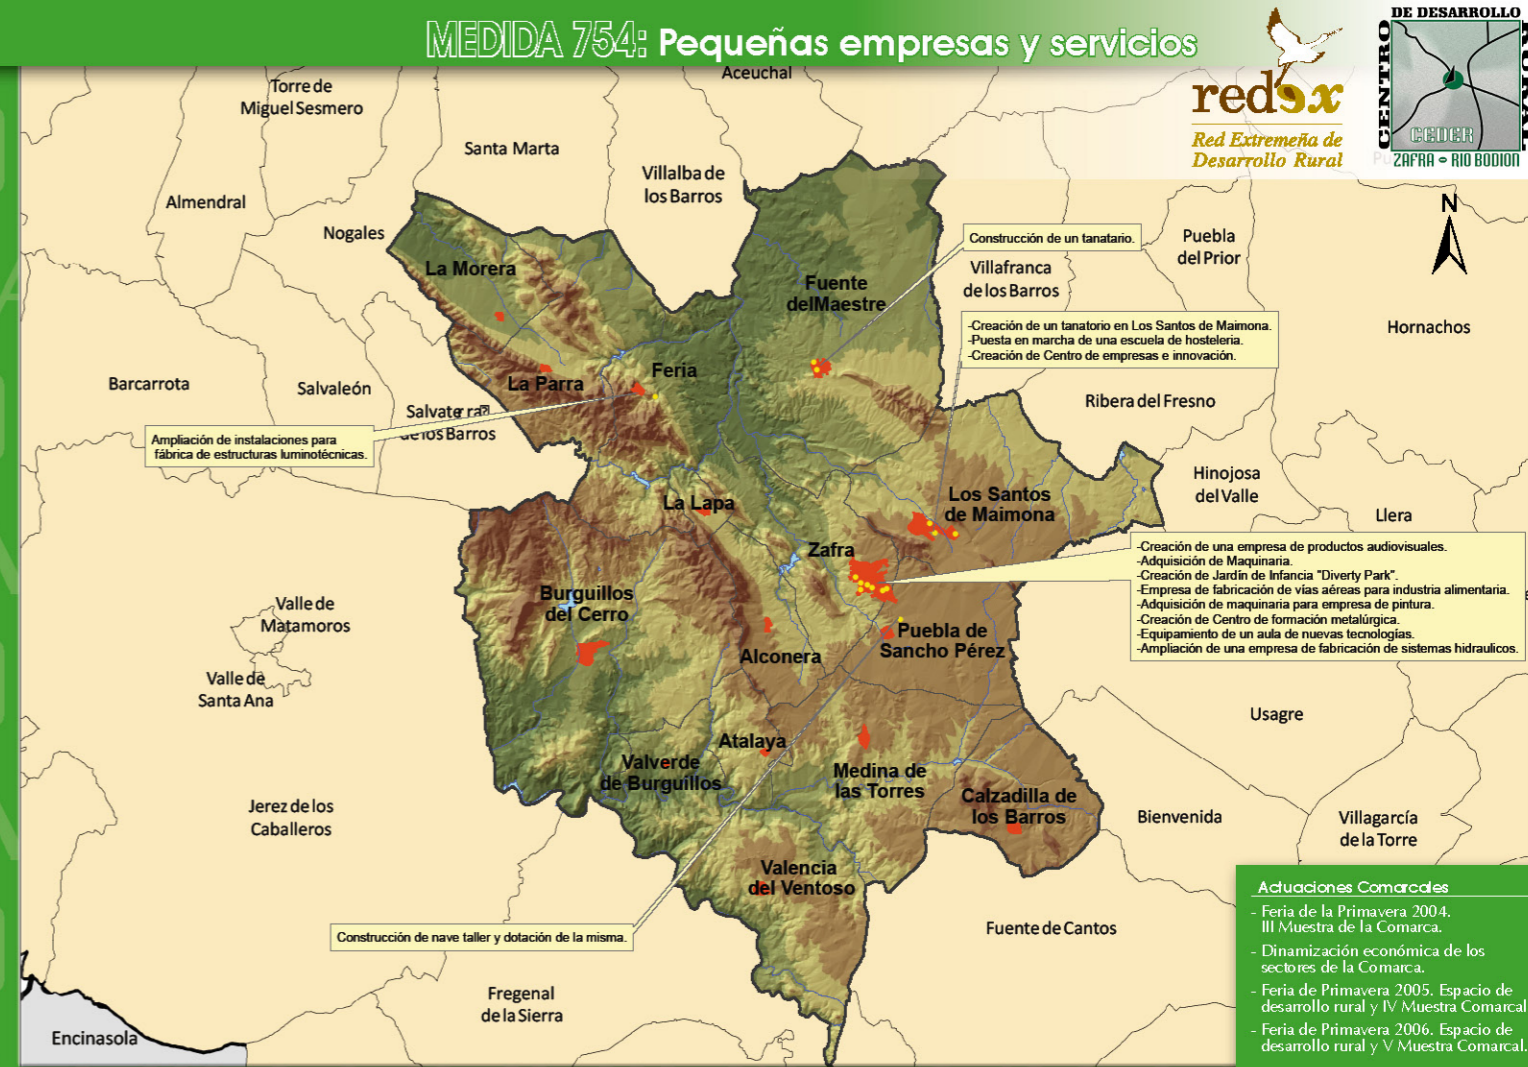 MEDIDA 754: Pequeñas empresas y servicios
redex
Red Extremeña de
Desarrollo Rural
CENTRO
DE DESARROLLO
RURAL
CEDER
ZAFRA - RIO BODION
N
Aceuchal
Torre de
Miguel Sesmero
Santa Marta
Villalba de
los Barros
Almendral
Nogales
La Morera
Fuente
delMaestre
Construcción de un tanatario.
Puebla
del Prior
Villafranca
de los Barros
Hornachos
-Creación de un tanatorio en Los Santos de Maimona.
-Puesta en marcha de una escuela de hosteleria.
-Creación de Centro de empresas e innovación.
Barcarrota
Salvaleón
La Parra
Feria
Salvaterra
de los Barros
Ribera del Fresno
Ampliación de instalaciones para
fábrica de estructuras luminotécnicas.
La Lapa
Los Santos
de Maimona
Hinojosa
del Valle
Llera
Zafra
-Creación de una empresa de productos audiovisuales.
-Adquisición de Maquinaria.
-Creación de Jardín de Infancia "Diverty Park".
-Empresa de fabricación de vías aéreas para industria alimentaria.
-Adquisición de maquinaria para empresa de pintura.
-Creación de Centro de formación metalúrgica.
-Equipamiento de un aula de nuevas tecnologías.
-Ampliación de una empresa de fabricación de sistemas hidraulicos.
Burguillos
del Cerro
Valle de
Matamoros
Puebla de
Sancho Pérez
Alconera
Valle de
Santa Ana
Usagre
Atalaya
Valverde
de Burguillos
Medina de
las Torres
Calzadilla de
los Barros
Jerez de los
Caballeros
Bienvenida
Villagarcía
de la Torre
Valencia
del Ventoso
Construcción de nave taller y dotación de la misma.
Fuente de Cantos
Fregenal
de la Sierra
Encinasola
Actuaciones Comarcales
- Feria de la Primavera 2004.
III Muestra de la Comarca.
- Dinamización económica de los
sectores de la Comarca.
- Feria de Primavera 2005. Espacio de
desarrollo rural y IV Muestra Comarcal
- Feria de Primavera 2006. Espacio de
desarrollo rural y V Muestra Comarcal.